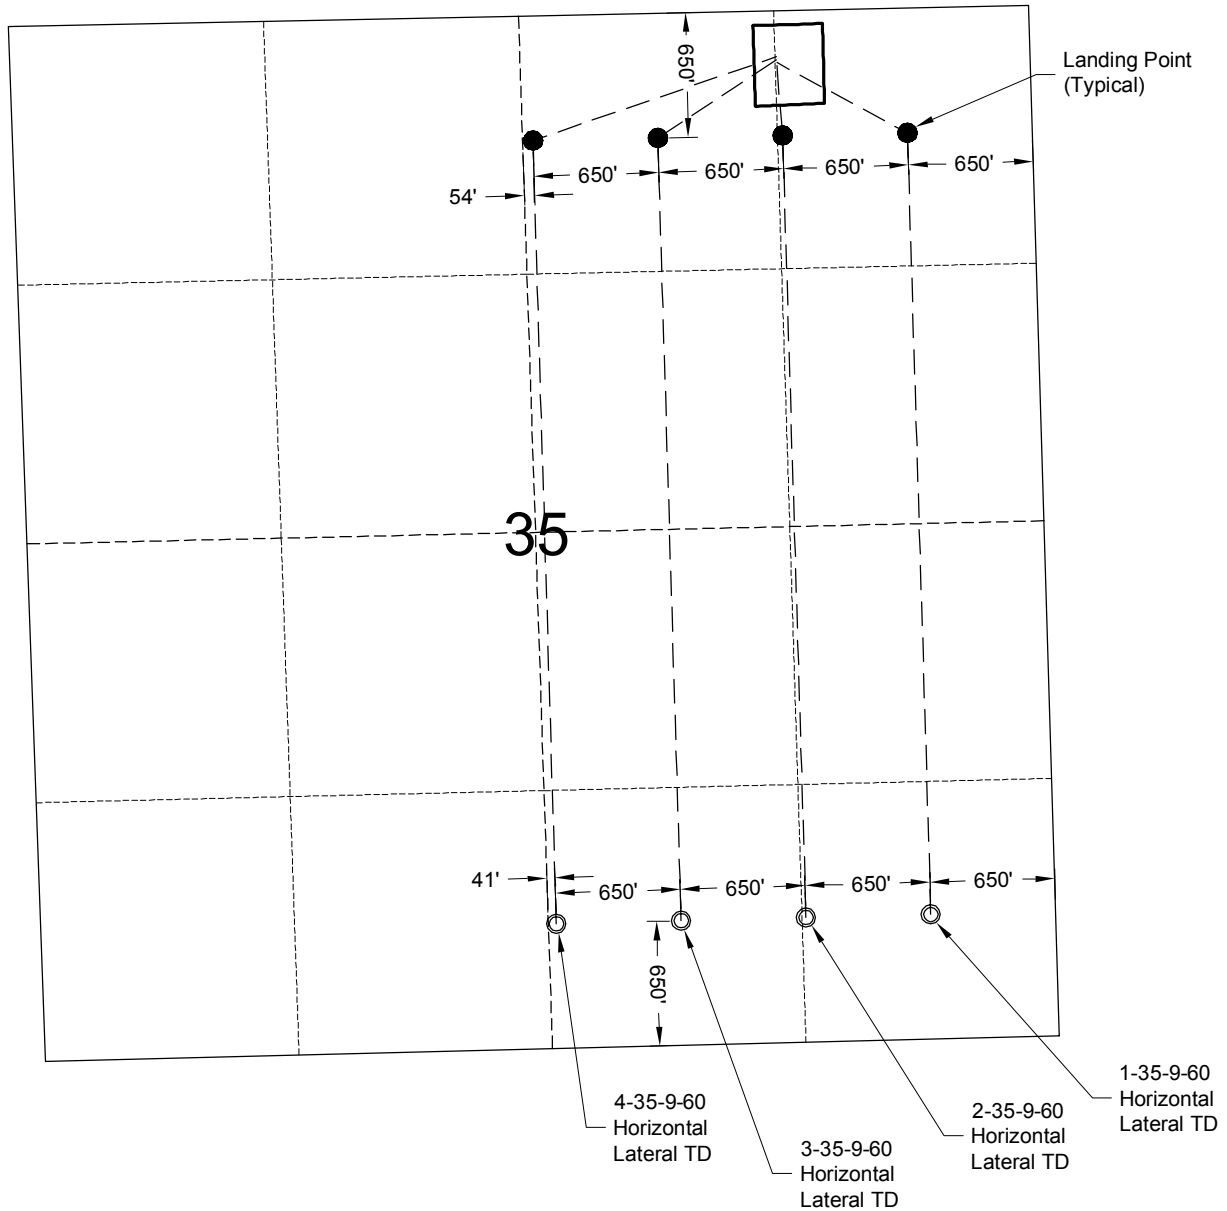 650'
Landing Point
(Typical)
650'
650'
650'
650'
54'
35
41'
650'
650'
650'
650'
650'
4-35-9-60
Horizontal
Lateral TD
3-35-9-60
Horizontal
Lateral TD
2-35-9-60
Horizontal
Lateral TD
1-35-9-60
Horizontal
Lateral TD